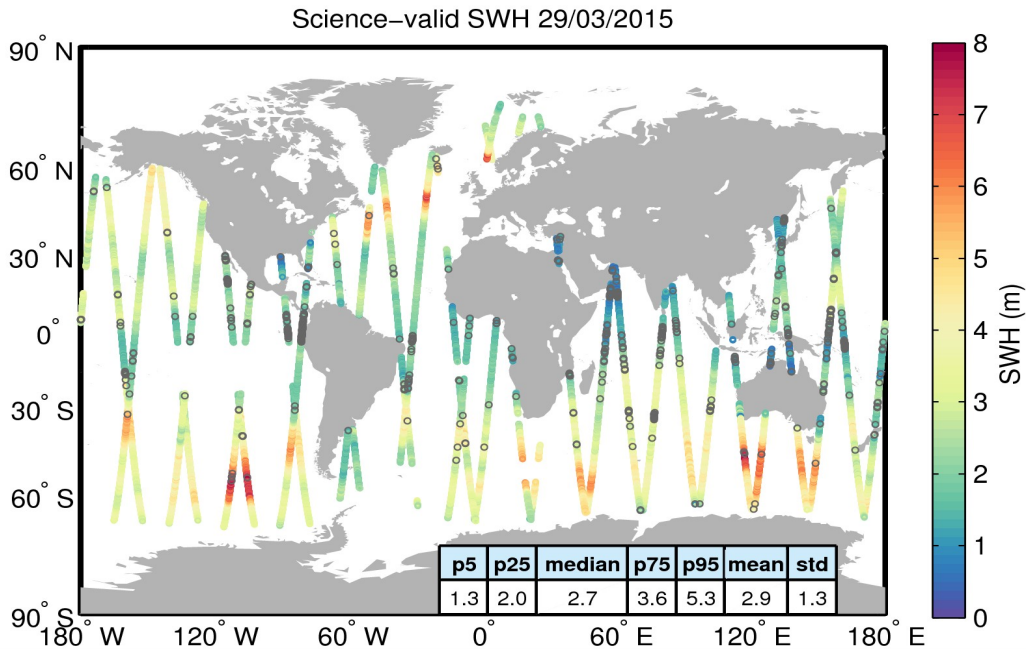 Science−valid SWH 29/03/2015
90° N
60° N
30° N
0°
30° S
60° S
90° S
180° W
120° W
60° W
0°
60° E
120° E
180° E
p5 p25 median p75 p95 mean std
1.3 2.0 2.7 3.6 5.3 2.9 1.3
8
7
6
5
4
3
2
1
0
SWH (m)